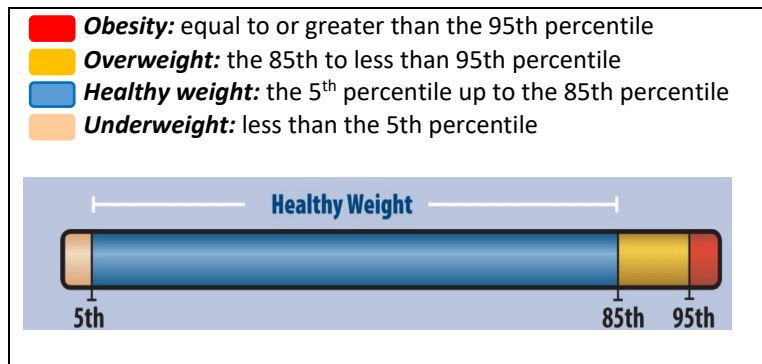 Obesity: equal to or greater than the 95th percentile
Overweight: the 85th to less than 95th percentile
Healthy weight: the 5th percentile up to the 85th percentile
Underweight: less than the 5th percentile
Healthy Weight
5th 85th 95th